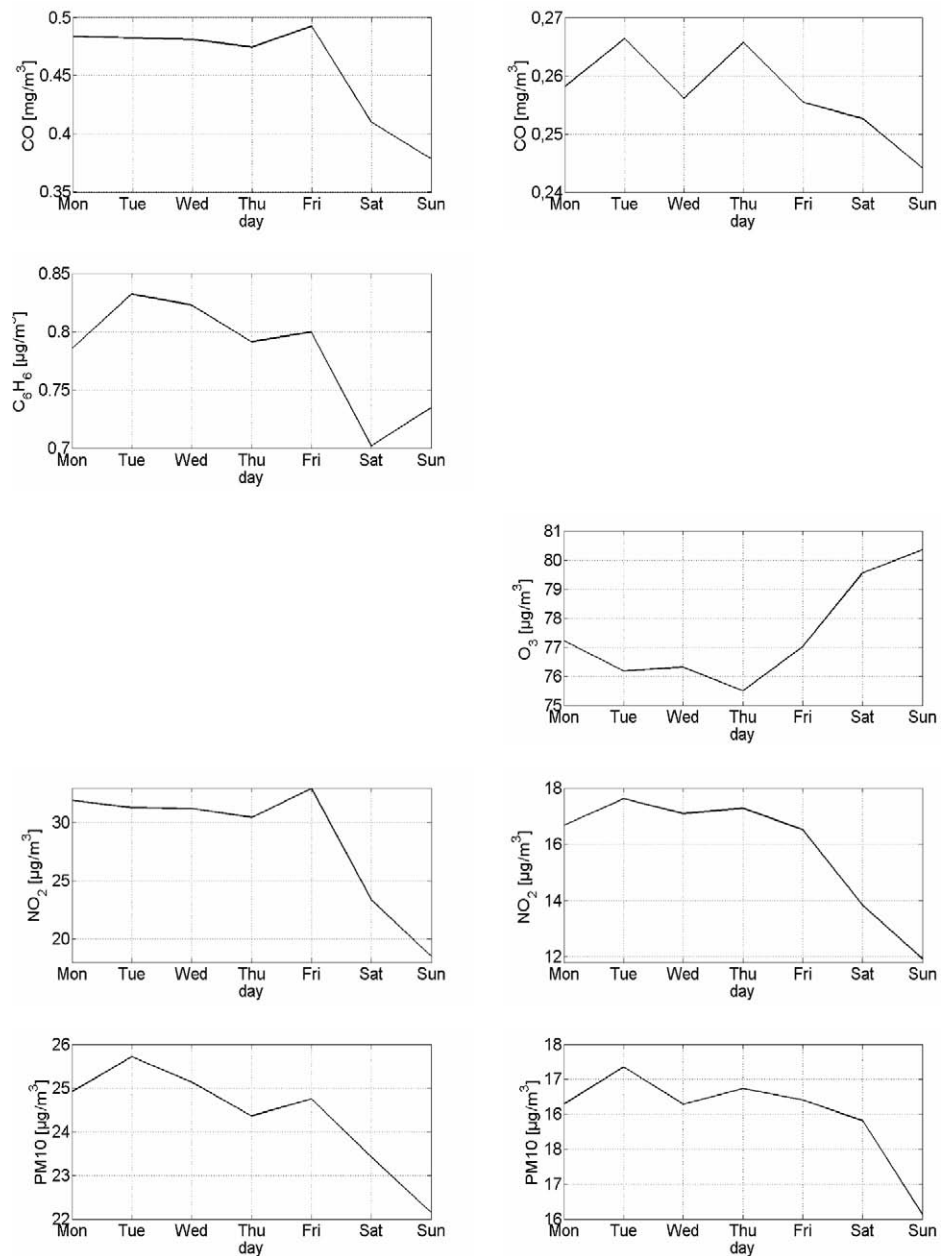 0.5
0.45
0.4
0.35
CO [mg/m³]
Mon Tue Wed Thu Fri Sat Sun
day
0,27
0,26
0,25
0,24
CO [mg/m³]
Mon Tue Wed Thu Fri Sat Sun
day
0.85
0.8
0.75
0.7
C₆H₆ [µg/m³]
Mon Tue Wed Thu Fri Sat Sun
day
81
80
79
78
77
76
75
O₃ [µg/m³]
Mon Tue Wed Thu Fri Sat Sun
day
30
23
20
NO₂ [µg/m³]
Mon Tue Wed Thu Fri Sat Sun
day
18
16
14
12
NO₂ [µg/m³]
Mon Tue Wed Thu Fri Sat Sun
day
26
25
24
23
22
PM10 [µg/m³]
Mon Tue Wed Thu Fri Sat Sun
day
18
17
16
18
16
16
PM10 [µg/m³]
Mon Tue Wed Thu Fri Sat Sun
day